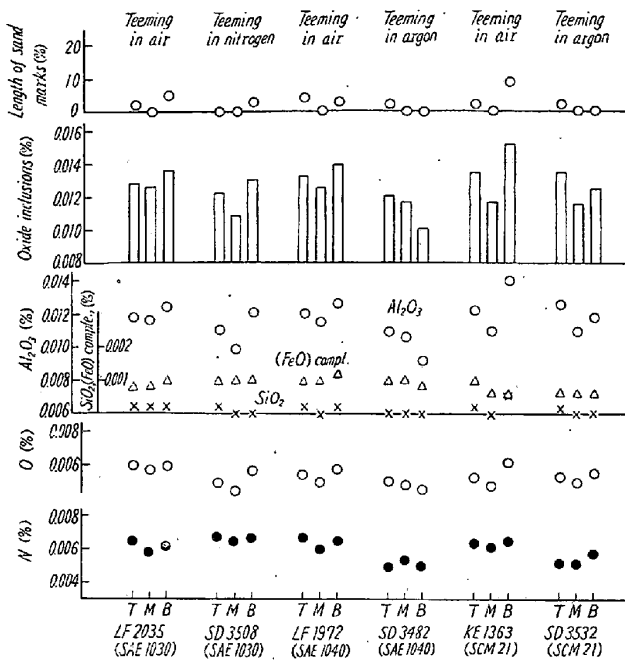 Teeming in air
Teeming in nitrogen
Teeming in air
Teeming in argon
Teeming in air
Teeming in argon
Length of sand marks (%)
20
10
0
Oxide inclusions (%)
0.016
0.014
0.012
0.010
0.008
Al2O3 (%)
SiO2(FeO) comple., (%)
0.014
0.012
0.010
0.008
0.006
0.002
0.001
Al2O3
(FeO) compl.
SiO2
O (%)
0.008
0.006
N (%)
0.008
0.006
0.004
T M B T M B T M B T M B T M B T M B
LF 2035 SD 3508 LF 1972 SD 3482 KE 1363 SD 3532
(SAE 1030) (SAE 1030) (SAE 1040) (SAE 1040) (SCM 21) (SCM 21)